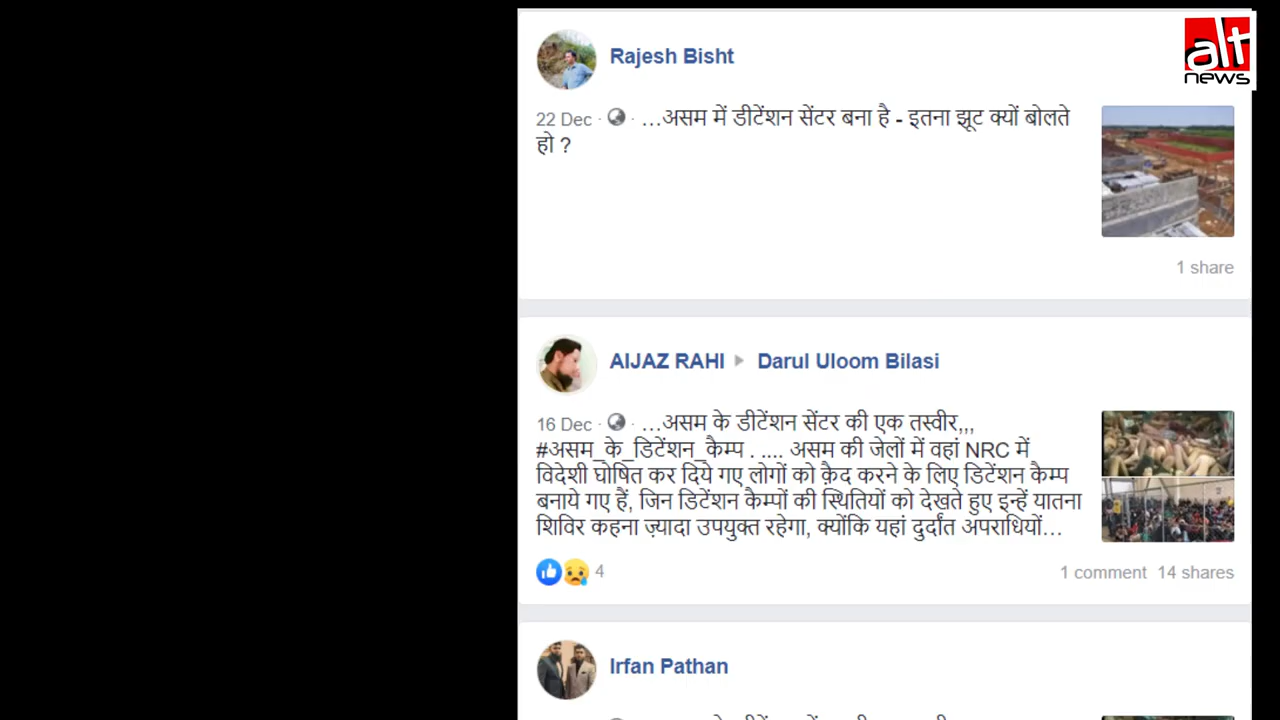 alt
news
Rajesh Bisht
22 Dec · …असम में डीटेंशन सेंटर बना है - इतना झूट क्यों बोलते
हो ?
1 share
AIJAZ RAHI ▸ Darul Uloom Bilasi
16 Dec · …असम के डीटेंशन सेंटर की एक तस्वीर,,,
#असम_के_डिटेंशन_कैम्प . .... असम की जेलों में वहां NRC में
विदेशी घोषित कर दिये गए लोगों को क़ैद करने के लिए डिटेंशन कैम्प
बनाये गए हैं, जिन डिटेंशन कैम्पों की स्थितियों को देखते हुए इन्हें यातना
शिविर कहना ज़्यादा उपयुक्त रहेगा, क्योंकि यहां दुर्दांत अपराधियों…
4
1 comment 14 shares
Irfan Pathan